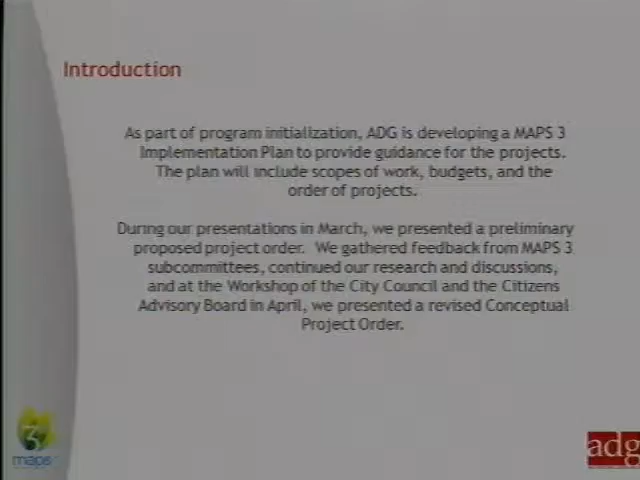 Introduction
As part of program initialization, ADG is developing a MAPS 3
Implementation Plan to provide guidance for the projects.
The plan will include scopes of work, budgets, and the
order of projects.
During our presentations in March, we presented a preliminary
proposed project order. We gathered feedback from MAPS 3
subcommittees, continued our research and discussions,
and at the Workshop of the City Council and the Citizens
Advisory Board in April, we presented a revised Conceptual
Project Order.
3
maps
adg